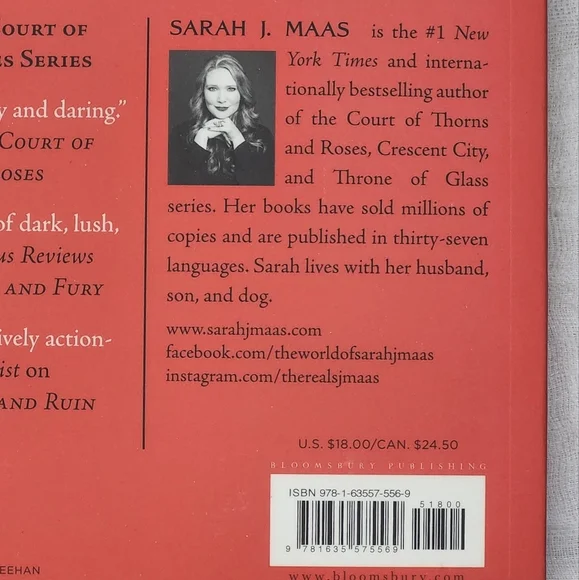 COURT OF
ES SERIES
y and daring.”
COURT OF
OSES
of dark, lush,
us Reviews
AND FURY
ively action-
ist on
AND RUIN
EEHAN
SARAH J. MAAS is the #1 New
York Times and interna-
tionally bestselling author
of the Court of Thorns
and Roses, Crescent City,
and Throne of Glass
series. Her books have sold millions of
copies and are published in thirty-seven
languages. Sarah lives with her husband,
son, and dog.
www.sarahjmaas.com
facebook.com/theworldofsarahjmaas
instagram.com/therealsjmaas
U.S. $18.00/CAN. $24.50
BLOOMSBURY PUBLISHING
ISBN 978-1-63557-556-9
51800
9 781635 575569
www.bloomsbury.com